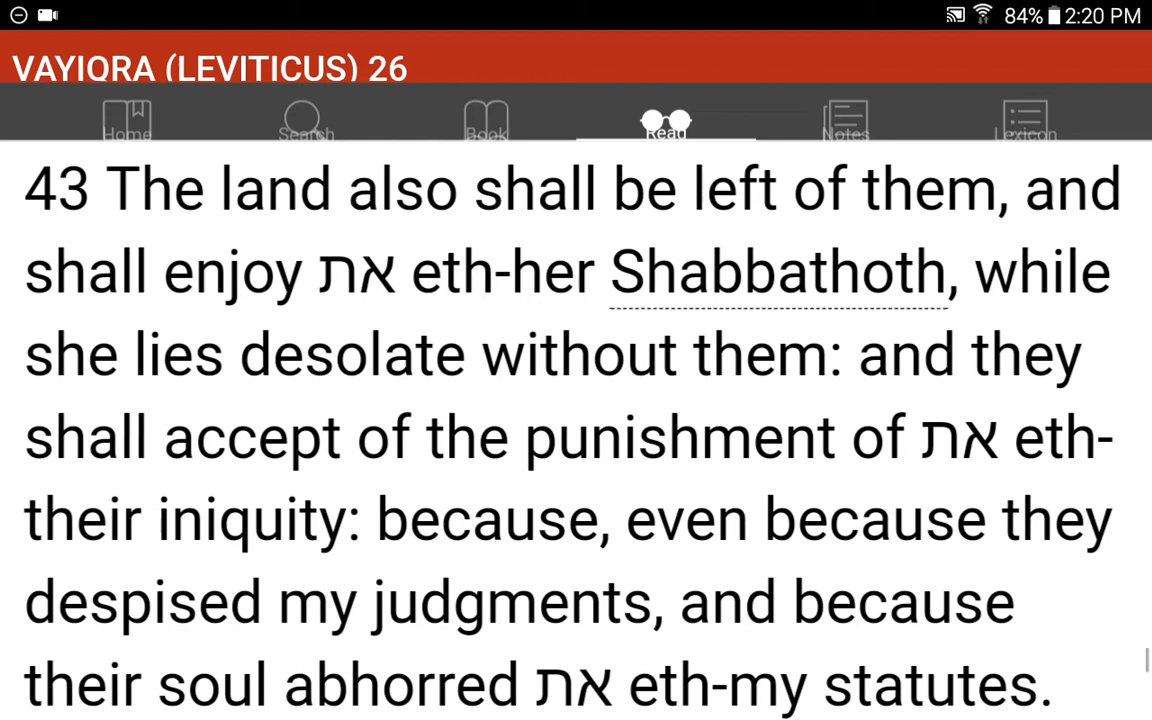 84% 2:20 PM
VAYIQRA (LEVITICUS) 26
Home Search Book Read Notes Lexicon
43 The land also shall be left of them, and
shall enjoy את eth-her Shabbathoth, while
she lies desolate without them: and they
shall accept of the punishment of את eth-
their iniquity: because, even because they
despised my judgments, and because
their soul abhorred את eth-my statutes.